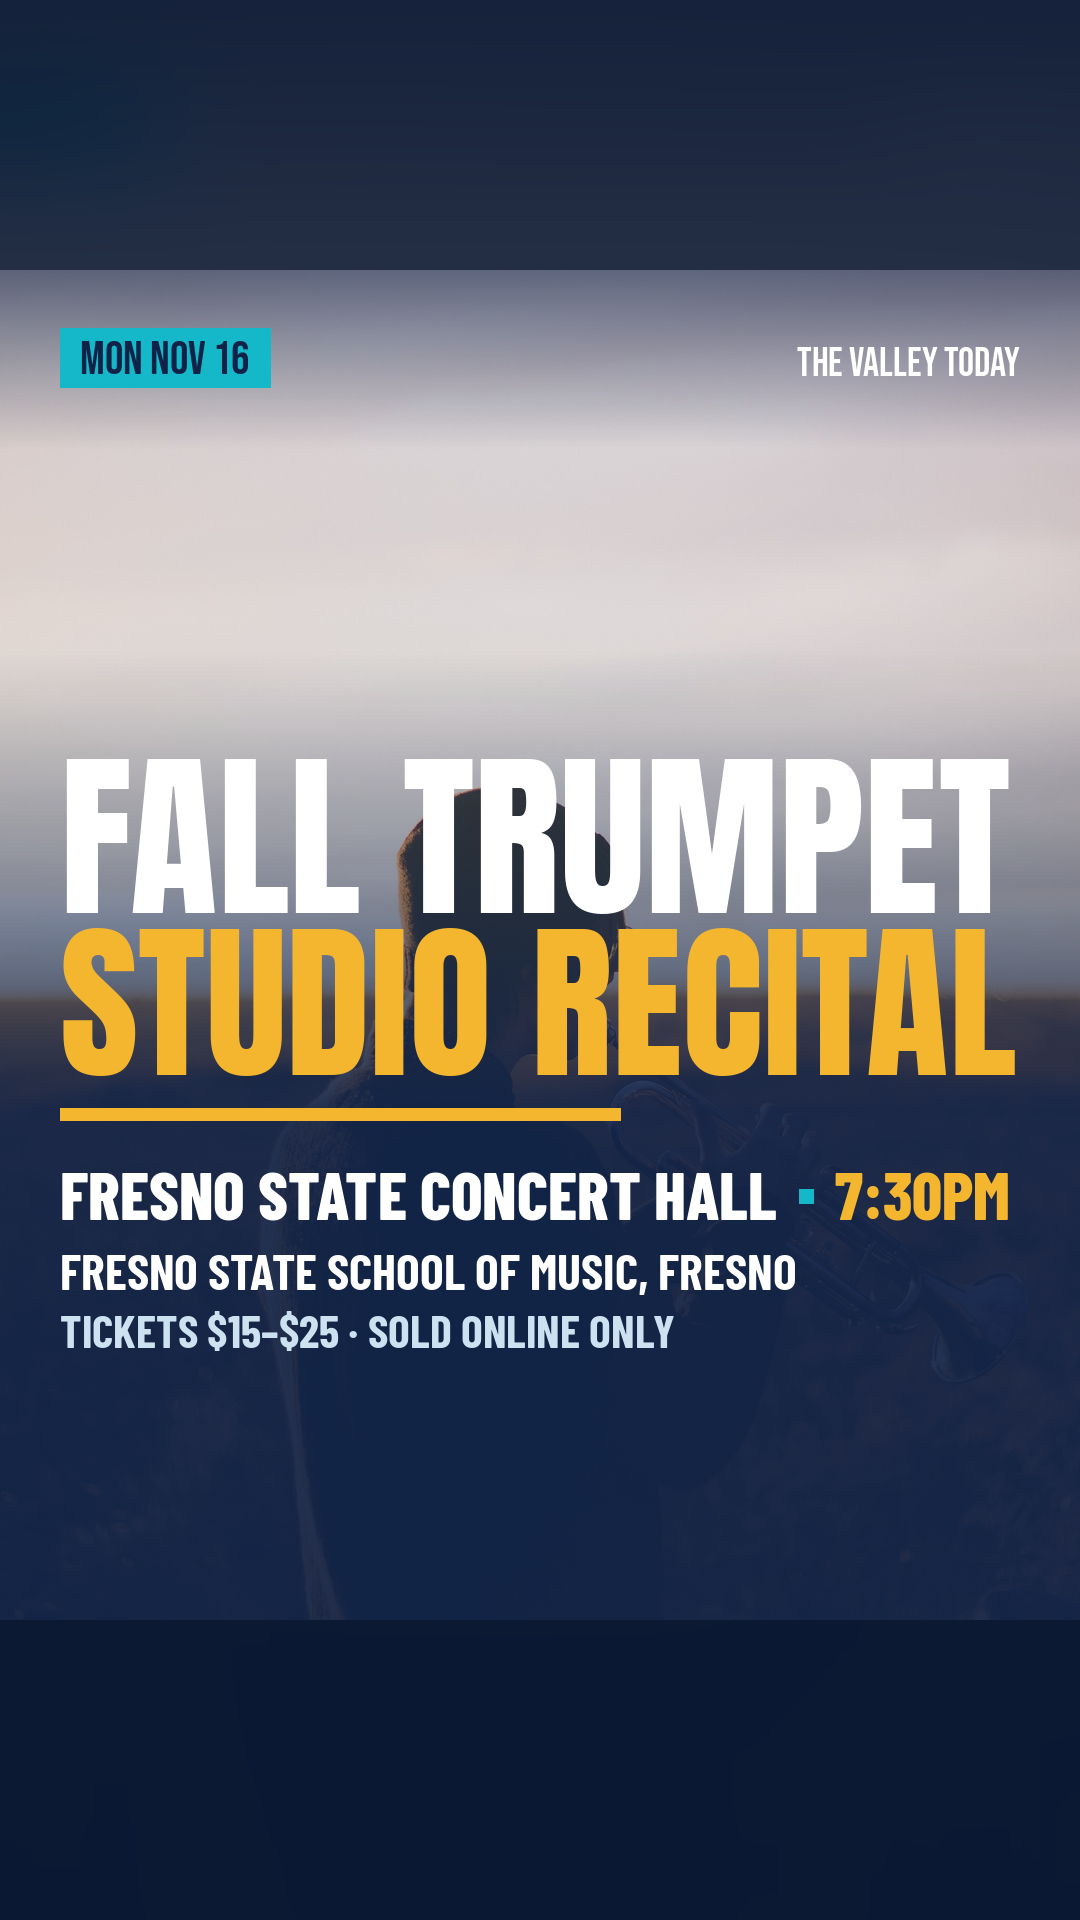 MON NOV 16
THE VALLEY TODAY
FALL TRUMPET
STUDIO RECITAL
FRESNO STATE CONCERT HALL ▪ 7:30PM
FRESNO STATE SCHOOL OF MUSIC, FRESNO
TICKETS $15–$25 · SOLD ONLINE ONLY